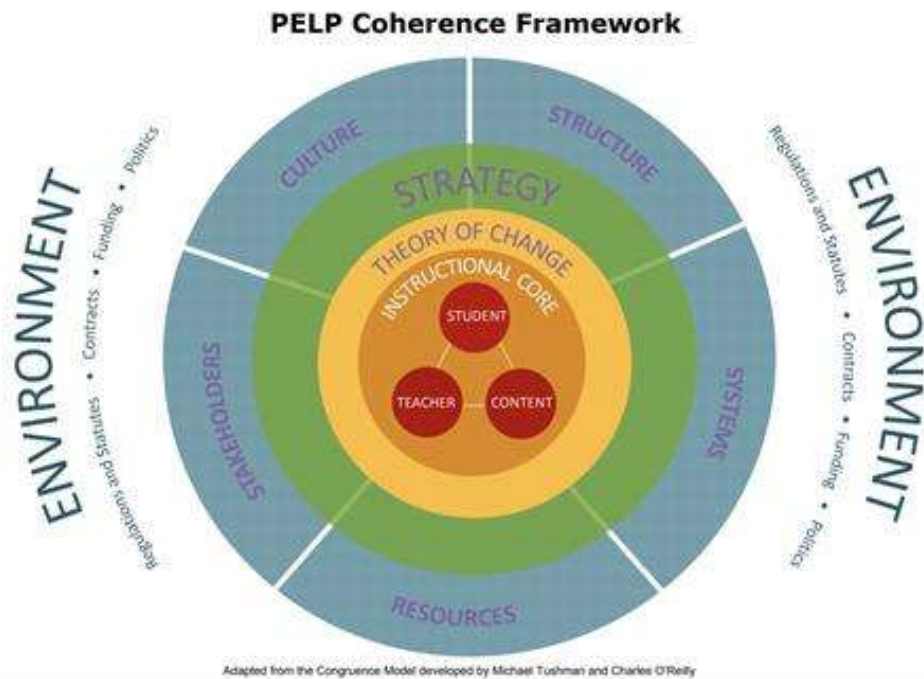 PELP Coherence Framework
ENVIRONMENT
Regulations and Statutes • Contracts • Funding • Politics
CULTURE
STRUCTURE
STAKEHOLDERS
SYSTEMS
RESOURCES
STRATEGY
THEORY OF CHANGE
INSTRUCTIONAL CORE
STUDENT
TEACHER
CONTENT
Regulations and Statutes • Contracts • Funding • Politics
ENVIRONMENT
Adapted from the Congruence Model developed by Michael Tushman and Charles O'Reilly